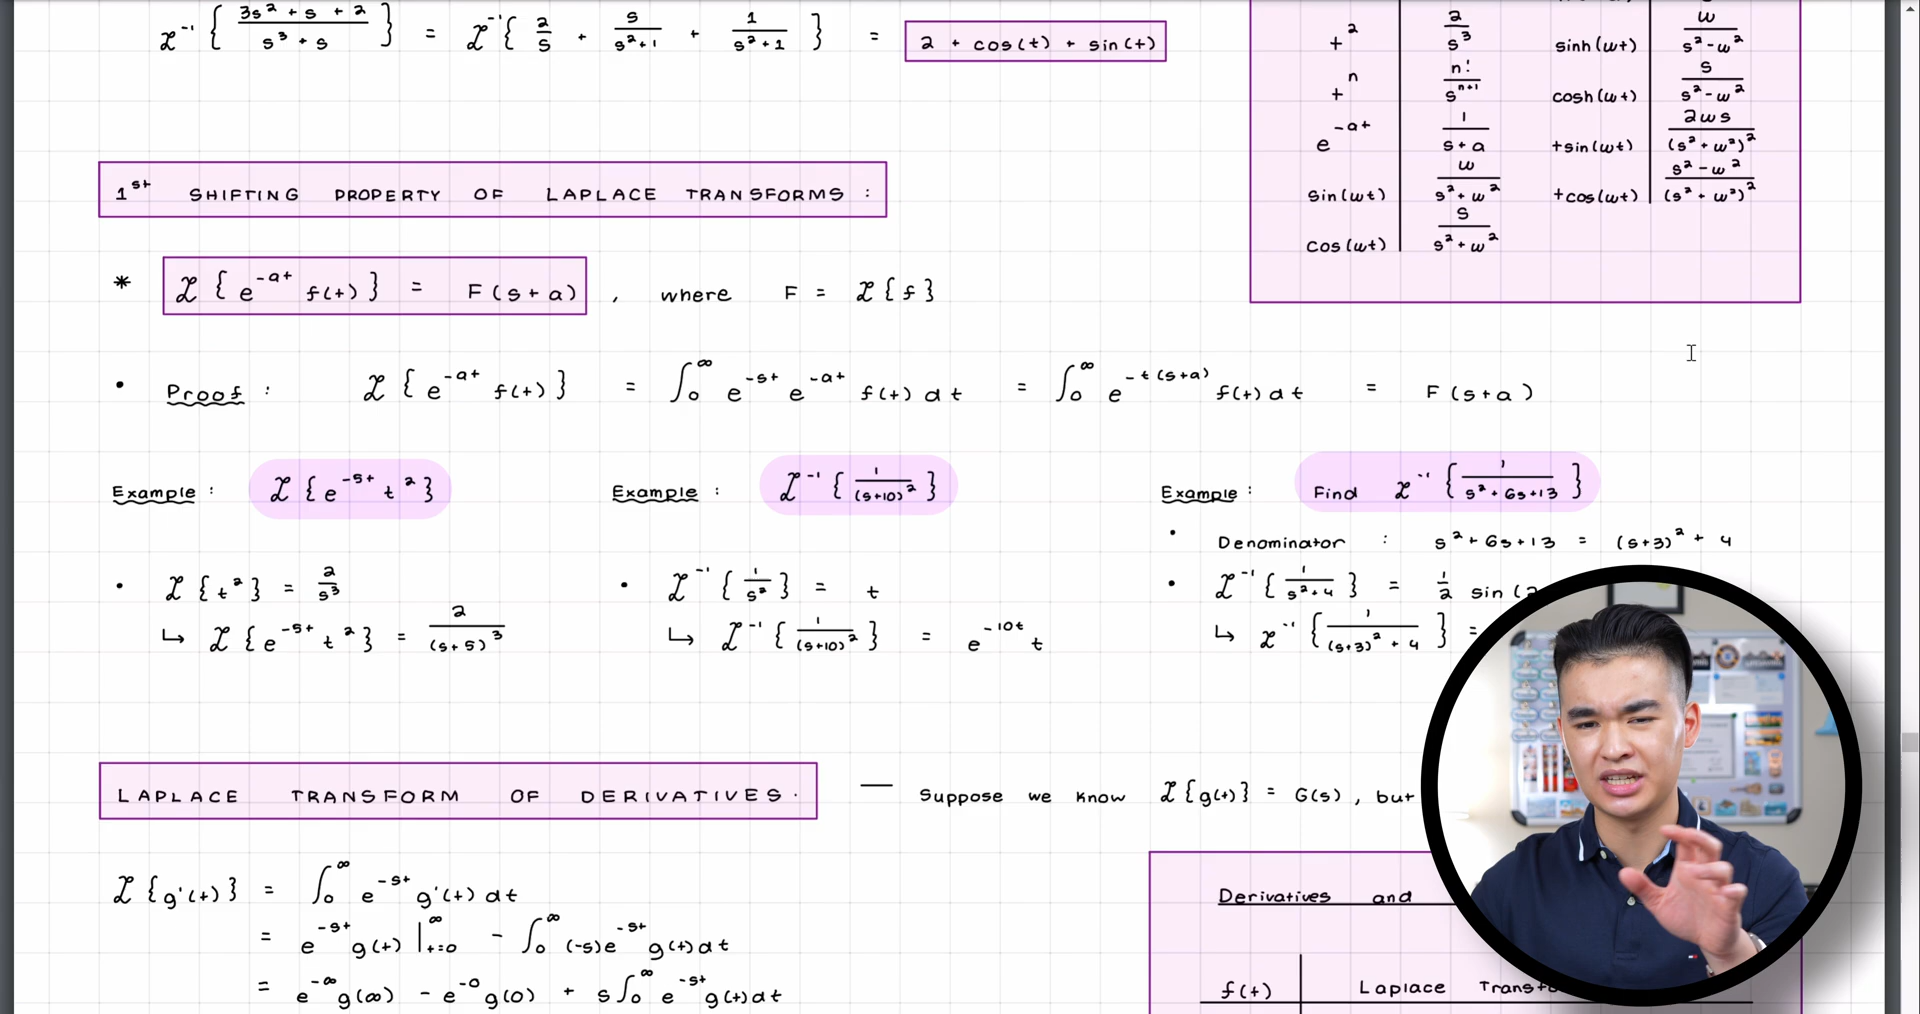 ℒ⁻¹ { (3s² + s + 2)/(s³ + s) } = ℒ⁻¹ { 2/s + s/(s²+1) + 1/(s²+1) } = 2 + cos(t) + sin(t)
t² | 2/s³
tⁿ | n!/sⁿ⁺¹
e^(-at) | 1/(s+a)
sin(ωt) | ω/(s²+ω²)
cos(ωt) | s/(s²+ω²)
sinh(ωt) | ω/(s²-ω²)
cosh(ωt) | s/(s²-ω²)
tsin(ωt) | 2ωs/(s²+ω²)²
tcos(ωt) | (s²-ω²)/(s²+ω²)²
1st SHIFTING PROPERTY OF LAPLACE TRANSFORMS :
* ℒ { e^(-at) f(t) } = F(s+a) , where F = ℒ{f}
• Proof : ℒ { e^(-at) f(t) } = ∫₀^∞ e^(-st) e^(-at) f(t) dt = ∫₀^∞ e^(-t(s+a)) f(t) dt = F(s+a)
Example : ℒ { e^(-5t) t² }
• ℒ { t² } = 2/s³
↳ ℒ { e^(-5t) t² } = 2/(s+5)³
Example : ℒ⁻¹ { 1/(s+10)² }
• ℒ⁻¹ { 1/s² } = t
↳ ℒ⁻¹ { 1/(s+10)² } = e^(-10t) t
Example : Find ℒ⁻¹ { 1/(s²+6s+13) }
• Denominator : s²+6s+13 = (s+3)² + 4
• ℒ⁻¹ { 1/(s²+4) } = 1/2 sin(2
↳ ℒ⁻¹ { 1/((s+3)²+4) } =
LAPLACE TRANSFORM OF DERIVATIVES.
— Suppose we know ℒ{g(t)} = G(s), but
ℒ {g'(t)} = ∫₀^∞ e^(-st) g'(t) dt
= e^(-st) g(t) |_(t=0)^∞ - ∫₀^∞ (-s)e^(-st) g(t) dt
= e^(-∞) g(∞) - e^(-0) g(0) + s∫₀^∞ e^(-st) g(t) dt
Derivatives and
f(t) | Laplace